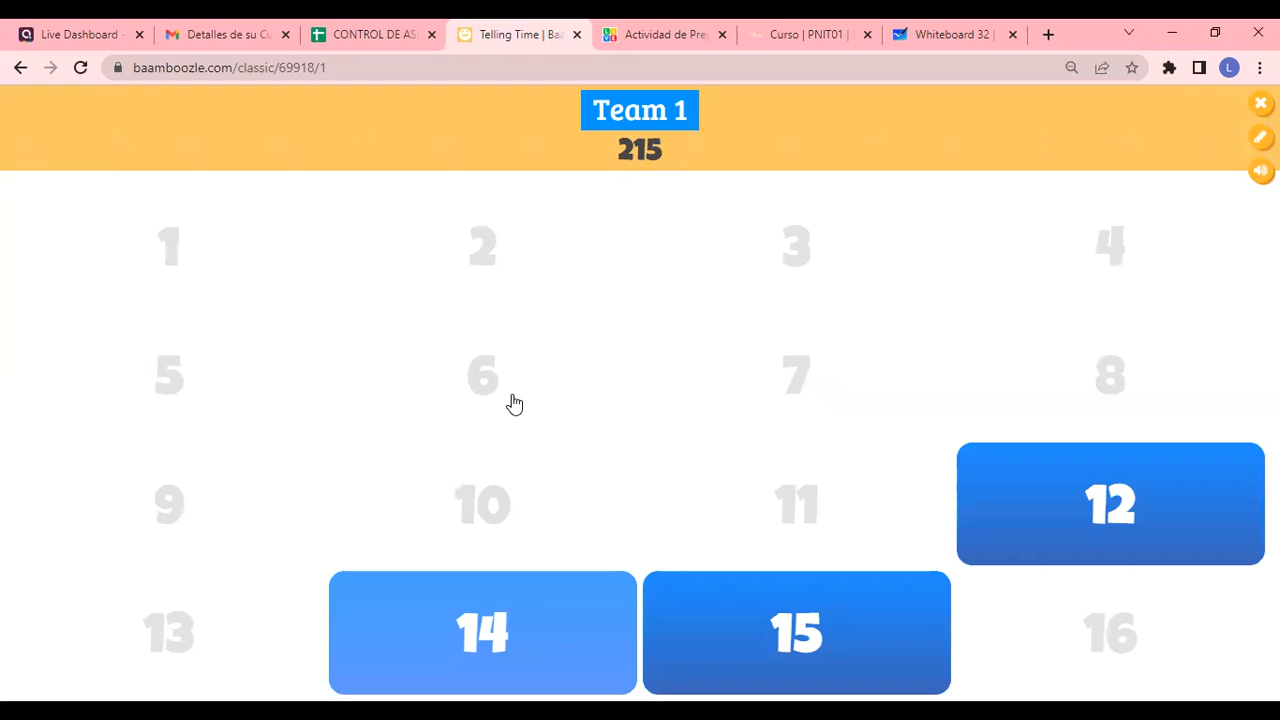 Live Dashboard -
Detalles de su Cu
CONTROL DE AS
Telling Time | Baa
Actividad de Pre
Curso | PNIT01 |
Whiteboard 32 |
baamboozle.com/classic/69918/1
L
Team 1
215
1 2 3 4
5 6 7 8
9 10 11 12
13 14 15 16